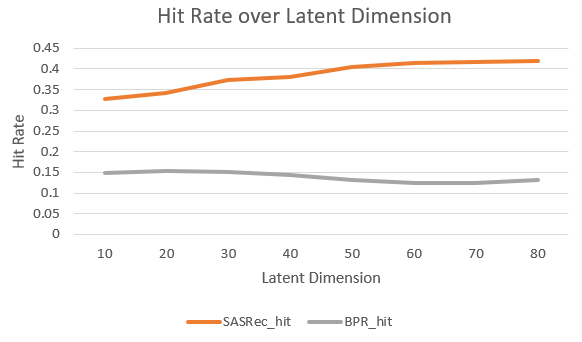 Hit Rate over Latent Dimension
0.45
0.4
0.35
0.3
0.25
0.2
0.15
0.1
0.05
0
Hit Rate
10 20 30 40 50 60 70 80
Latent Dimension
SASRec_hit BPR_hit